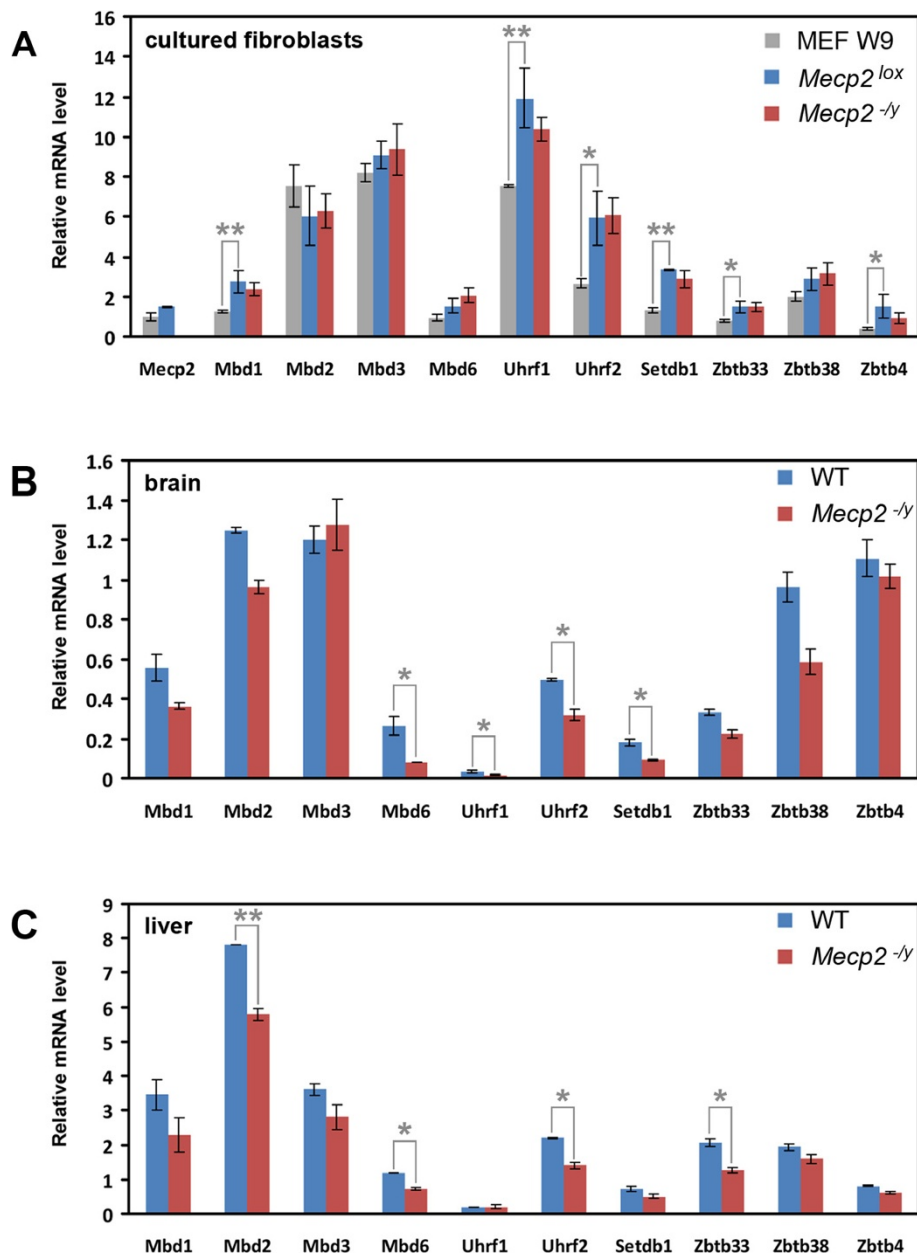 A
cultured fibroblasts
MEF W9
Mecp2 lox
Mecp2 -/y
Relative mRNA level
16
14
12
10
8
6
4
2
0
** ** * ** * *
Mecp2 Mbd1 Mbd2 Mbd3 Mbd6 Uhrf1 Uhrf2 Setdb1 Zbtb33 Zbtb38 Zbtb4
B
brain
WT
Mecp2 -/y
Relative mRNA level
1.6
1.4
1.2
1
0.8
0.6
0.4
0.2
0
* * * *
Mbd1 Mbd2 Mbd3 Mbd6 Uhrf1 Uhrf2 Setdb1 Zbtb33 Zbtb38 Zbtb4
C
liver
WT
Mecp2 -/y
Relative mRNA level
9
8
7
6
5
4
3
2
1
0
** * * *
Mbd1 Mbd2 Mbd3 Mbd6 Uhrf1 Uhrf2 Setdb1 Zbtb33 Zbtb38 Zbtb4